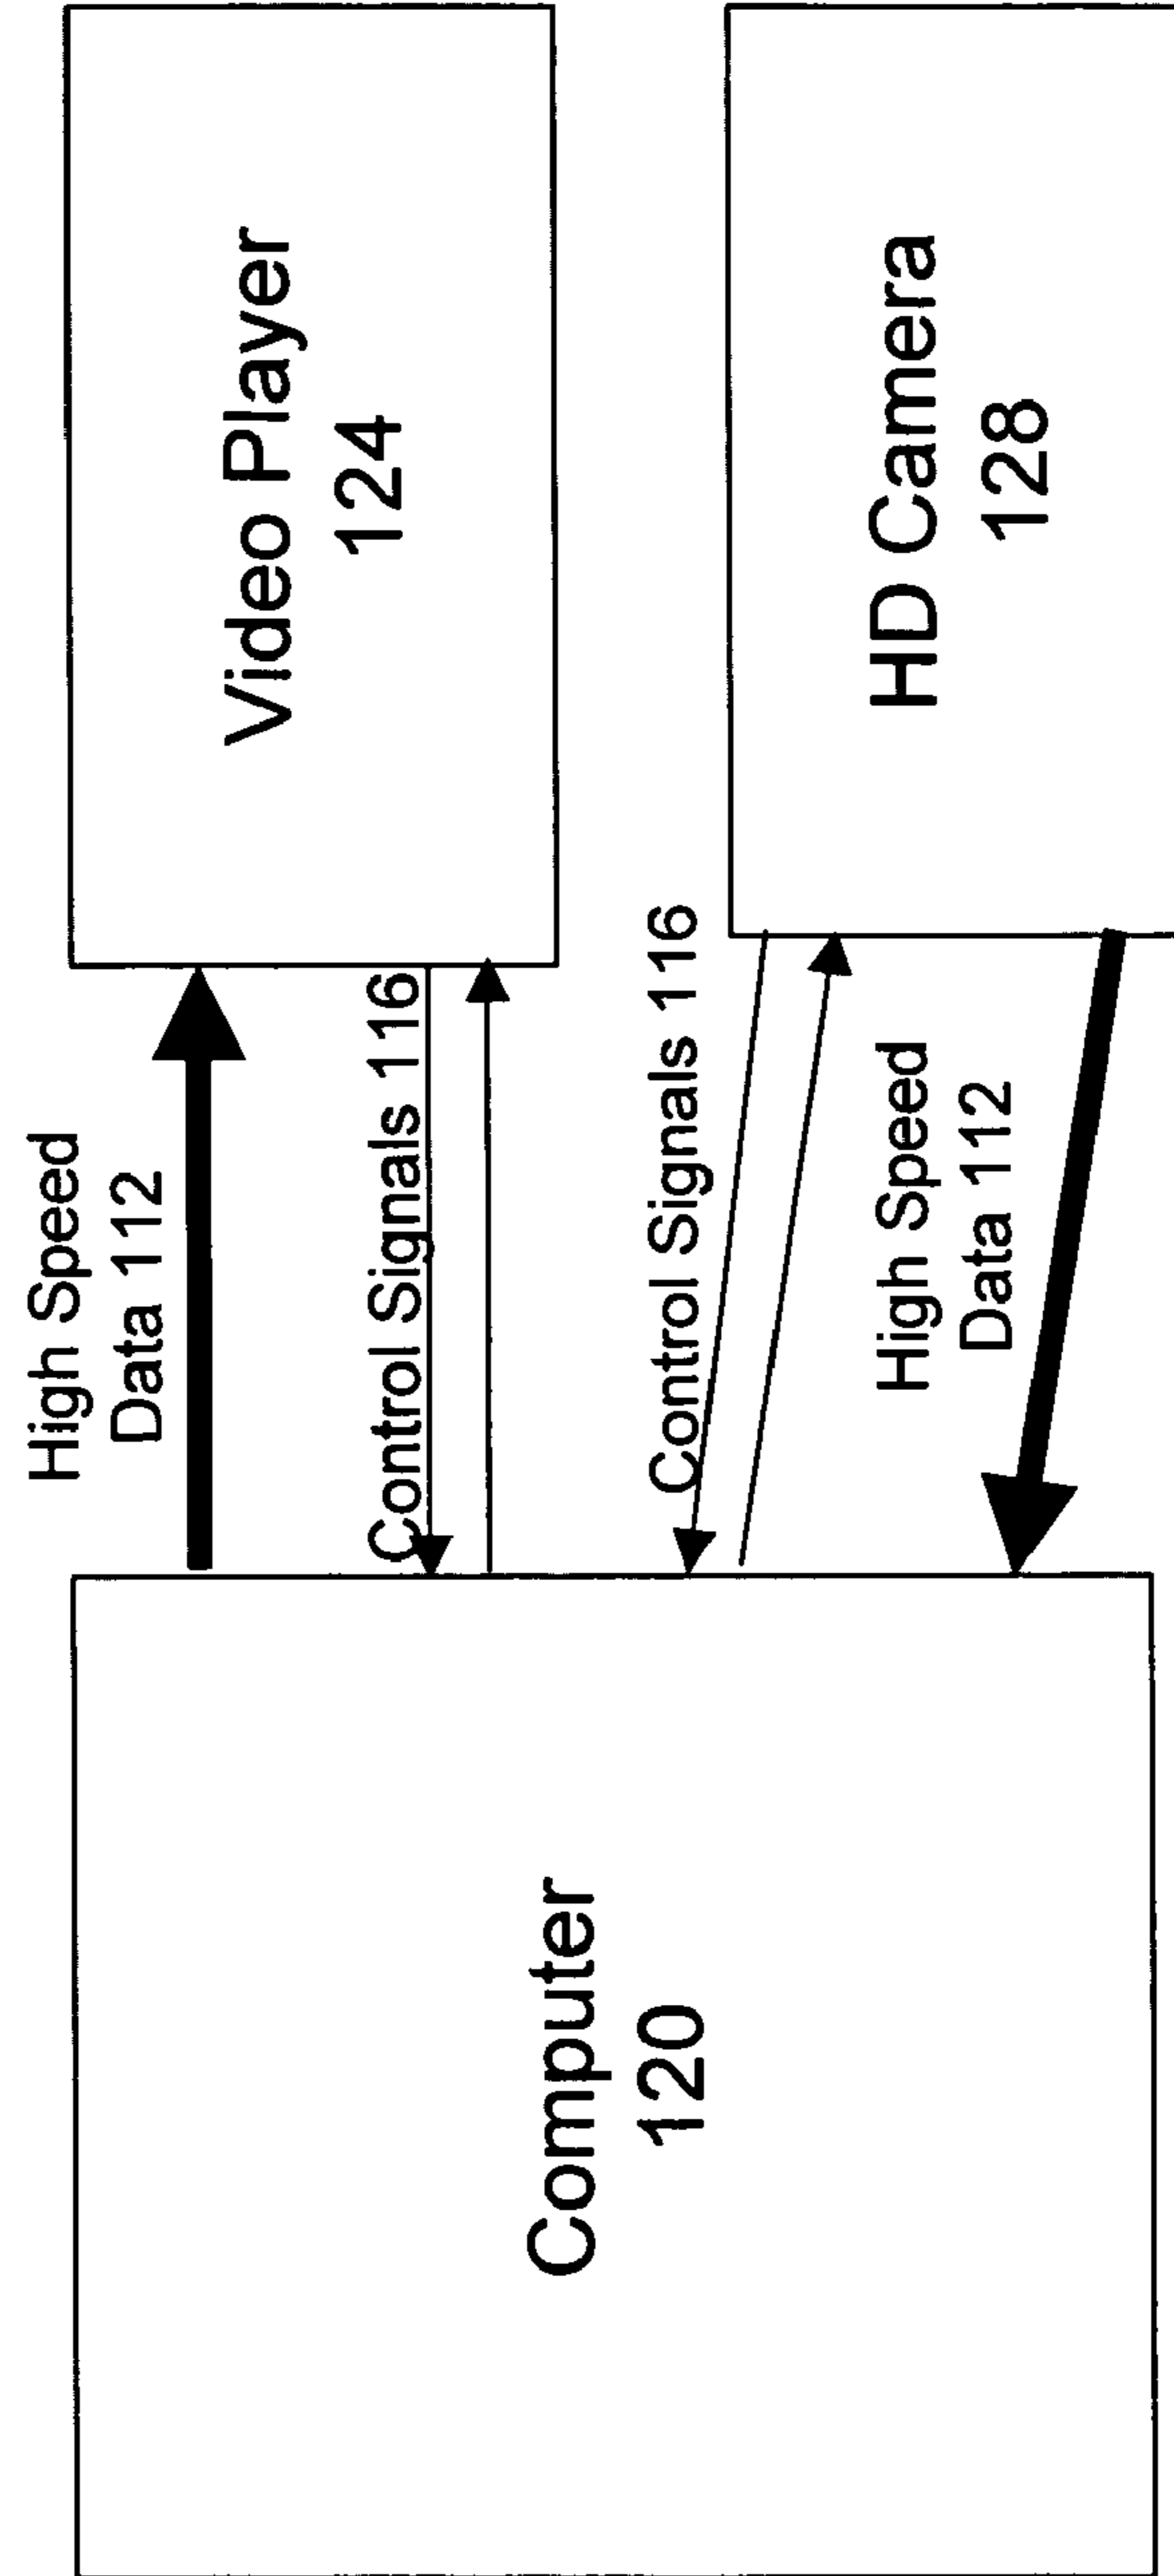 High Speed
Data 112
Control Signals 116
Video Player
124
Control Signals 116
High Speed
Data 112
HD Camera
128
Computer
120